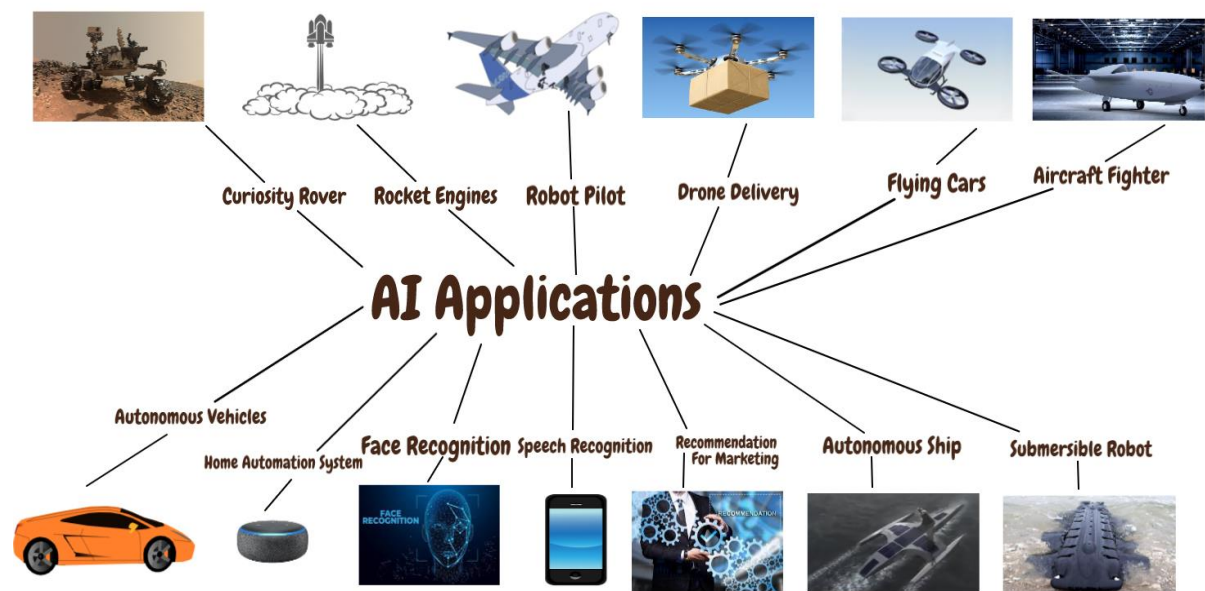 Curiosity Rover
Rocket Engines
Robot Pilot
Drone Delivery
Flying Cars
Aircraft Fighter
AI Applications
Autonomous Vehicles
Home Automation System
Face Recognition
Speech Recognition
Recommendation
For Marketing
Autonomous Ship
Submersible Robot
FACE
RECOGNITION
RECOMMENDATION